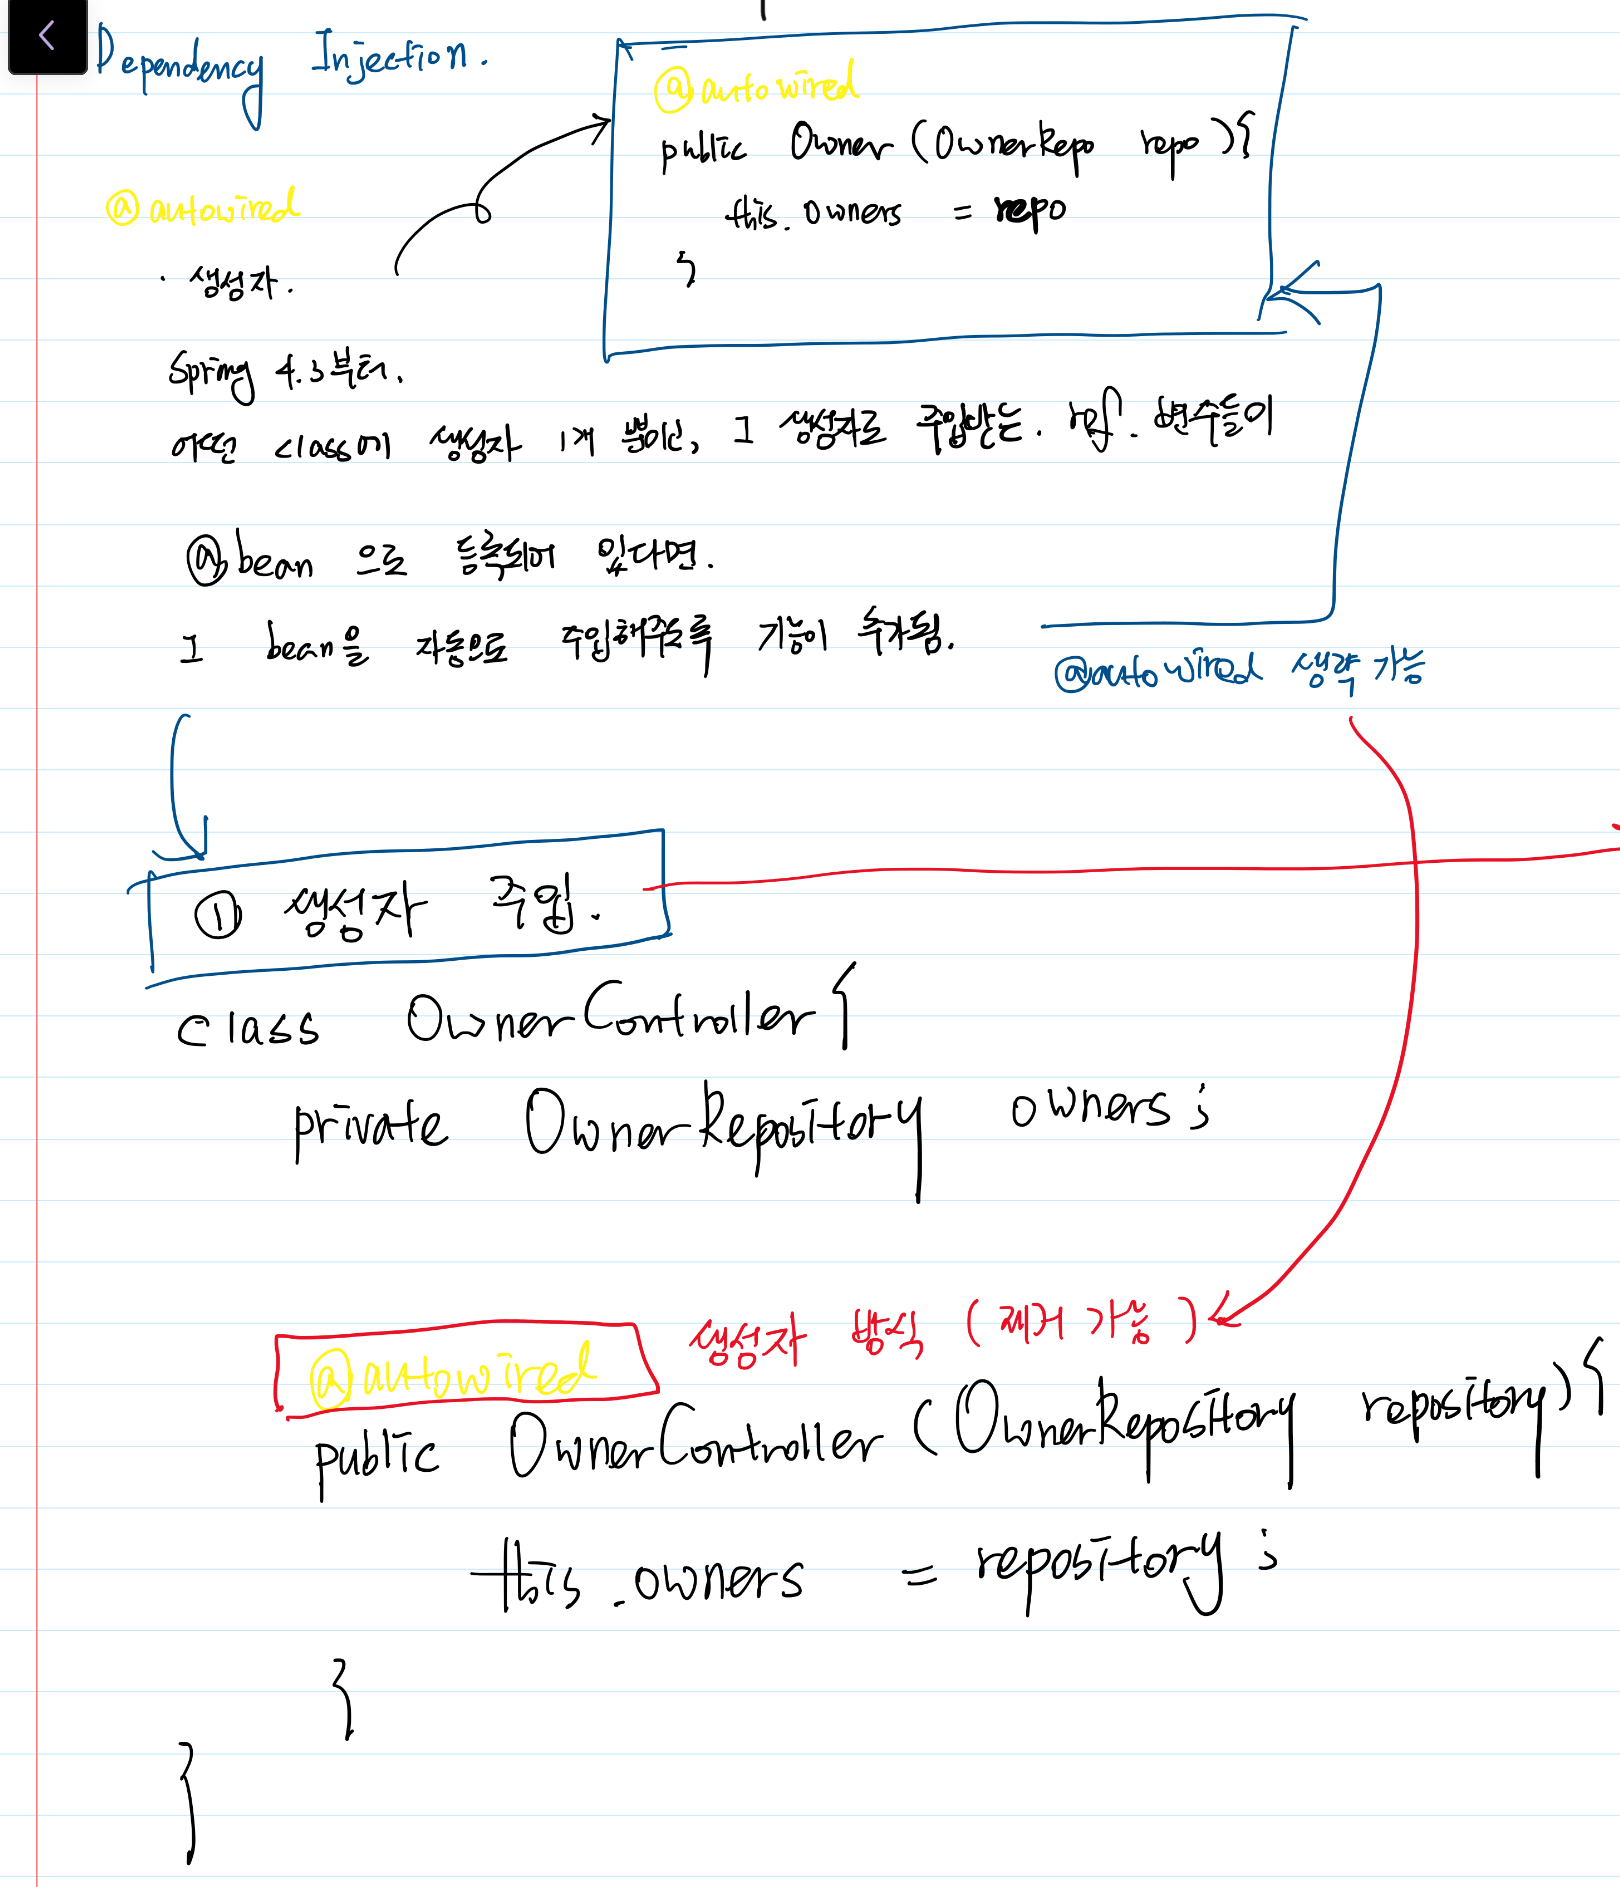 Dependency Injection.
@autowired
public Owner (OwnerRepo repo){
this.owners = repo
}
@autowired
· 생성자.
Spring 4.3부터.
어떤 class에 생성자 1개 뿐이고, 그 생성자로 주입받는. ref. 변수들이
@bean 으로 등록되어 있다면.
그 bean을 자동으로 주입해주도록 기능이 추가됨.
@autowired 생략 가능
① 생성자 주입.
class OwnerController{
private OwnerRepository owners;
@autowired 생성자 방식 (제거 가능)
public OwnerController (OwnerRepository repository){
this.owners = repository;
}
}